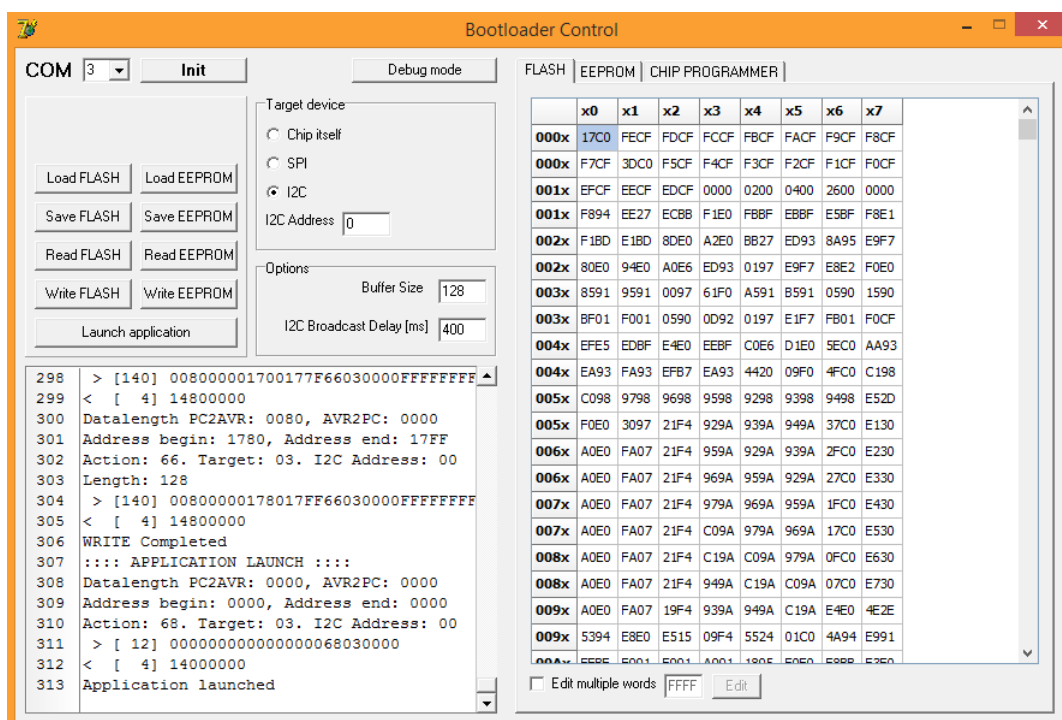 Bootloader Control
COM 3 Init Debug mode
Target device
Chip itself
SPI
I2C
I2C Address 0
Load FLASH Load EEPROM
Save FLASH Save EEPROM
Read FLASH Read EEPROM
Write FLASH Write EEPROM
Launch application
Options
Buffer Size 128
I2C Broadcast Delay [ms] 400
298 > [140] 008000001700177F66030000FFFFFFFF
299 < [ 4] 14800000
300 Datalength PC2AVR: 0080, AVR2PC: 0000
301 Address begin: 1780, Address end: 17FF
302 Action: 66. Target: 03. I2C Address: 00
303 Length: 128
304 > [140] 00800000178017FF66030000FFFFFFFF
305 < [ 4] 14800000
306 WRITE Completed
307 :::: APPLICATION LAUNCH ::::
308 Datalength PC2AVR: 0000, AVR2PC: 0000
309 Address begin: 0000, Address end: 0000
310 Action: 68. Target: 03. I2C Address: 00
311 > [ 12] 000000000000000068030000
312 < [ 4] 14000000
313 Application launched
FLASH EEPROM CHIP PROGRAMMER
x0 x1 x2 x3 x4 x5 x6 x7
000x 17C0 FECF FDCF FCCF FBCF FACF F9CF F8CF
000x F7CF 3DC0 F5CF F4CF F3CF F2CF F1CF F0CF
001x EFCF EECF EDCF 0000 0200 0400 2600 0000
001x F894 EE27 ECBB F1E0 FBBF EBBF E5BF F8E1
002x F1BD E1BD 8DE0 A2E0 BB27 ED93 8A95 E9F7
002x 80E0 94E0 A0E6 ED93 0197 E9F7 E8E2 F0E0
003x 8591 9591 0097 61F0 A591 B591 0590 1590
003x BF01 F001 0590 0D92 0197 E1F7 FB01 F0CF
004x EFE5 EDBF E4E0 EEBF C0E6 D1E0 5EC0 AA93
004x EA93 FA93 EFB7 EA93 4420 09F0 4FC0 C198
005x C098 9798 9698 9598 9298 9398 9498 E52D
005x F0E0 3097 21F4 929A 939A 949A 37C0 E130
006x A0E0 FA07 21F4 959A 929A 939A 2FC0 E230
006x A0E0 FA07 21F4 969A 959A 929A 27C0 E330
007x A0E0 FA07 21F4 979A 969A 959A 1FC0 E430
007x A0E0 FA07 21F4 C09A 979A 969A 17C0 E530
008x A0E0 FA07 21F4 C19A C09A 979A 0FC0 E630
008x A0E0 FA07 21F4 949A C19A C09A 07C0 E730
009x A0E0 FA07 19F4 939A 949A C19A E4E0 4E2E
009x 5394 E8E0 E515 09F4 5524 01C0 4A94 E991
Edit multiple words FFFF Edit